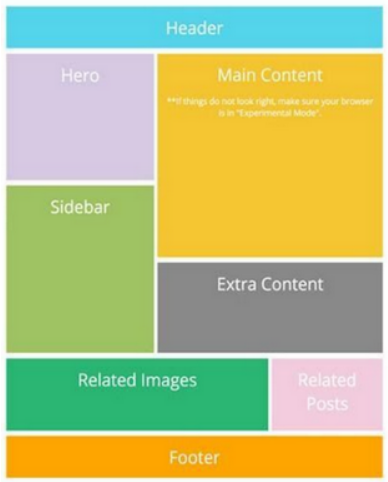 Header
Hero
Main Content
**If things do not look right, make sure your browser
is in "Experimental Mode".
Sidebar
Extra Content
Related Images
Related
Posts
Footer